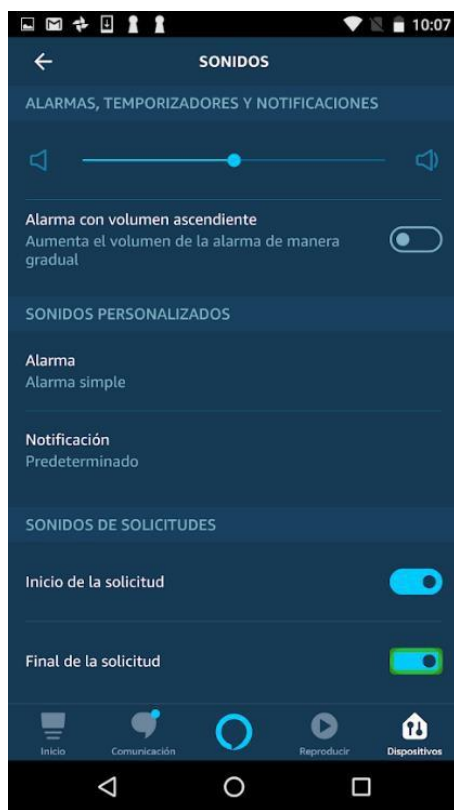 10:07
SONIDOS
ALARMAS, TEMPORIZADORES Y NOTIFICACIONES
Alarma con volumen ascendiente
Aumenta el volumen de la alarma de manera
gradual
SONIDOS PERSONALIZADOS
Alarma
Alarma simple
Notificación
Predeterminado
SONIDOS DE SOLICITUDES
Inicio de la solicitud
Final de la solicitud
Inicio Comunicación Reproducir Dispositivos